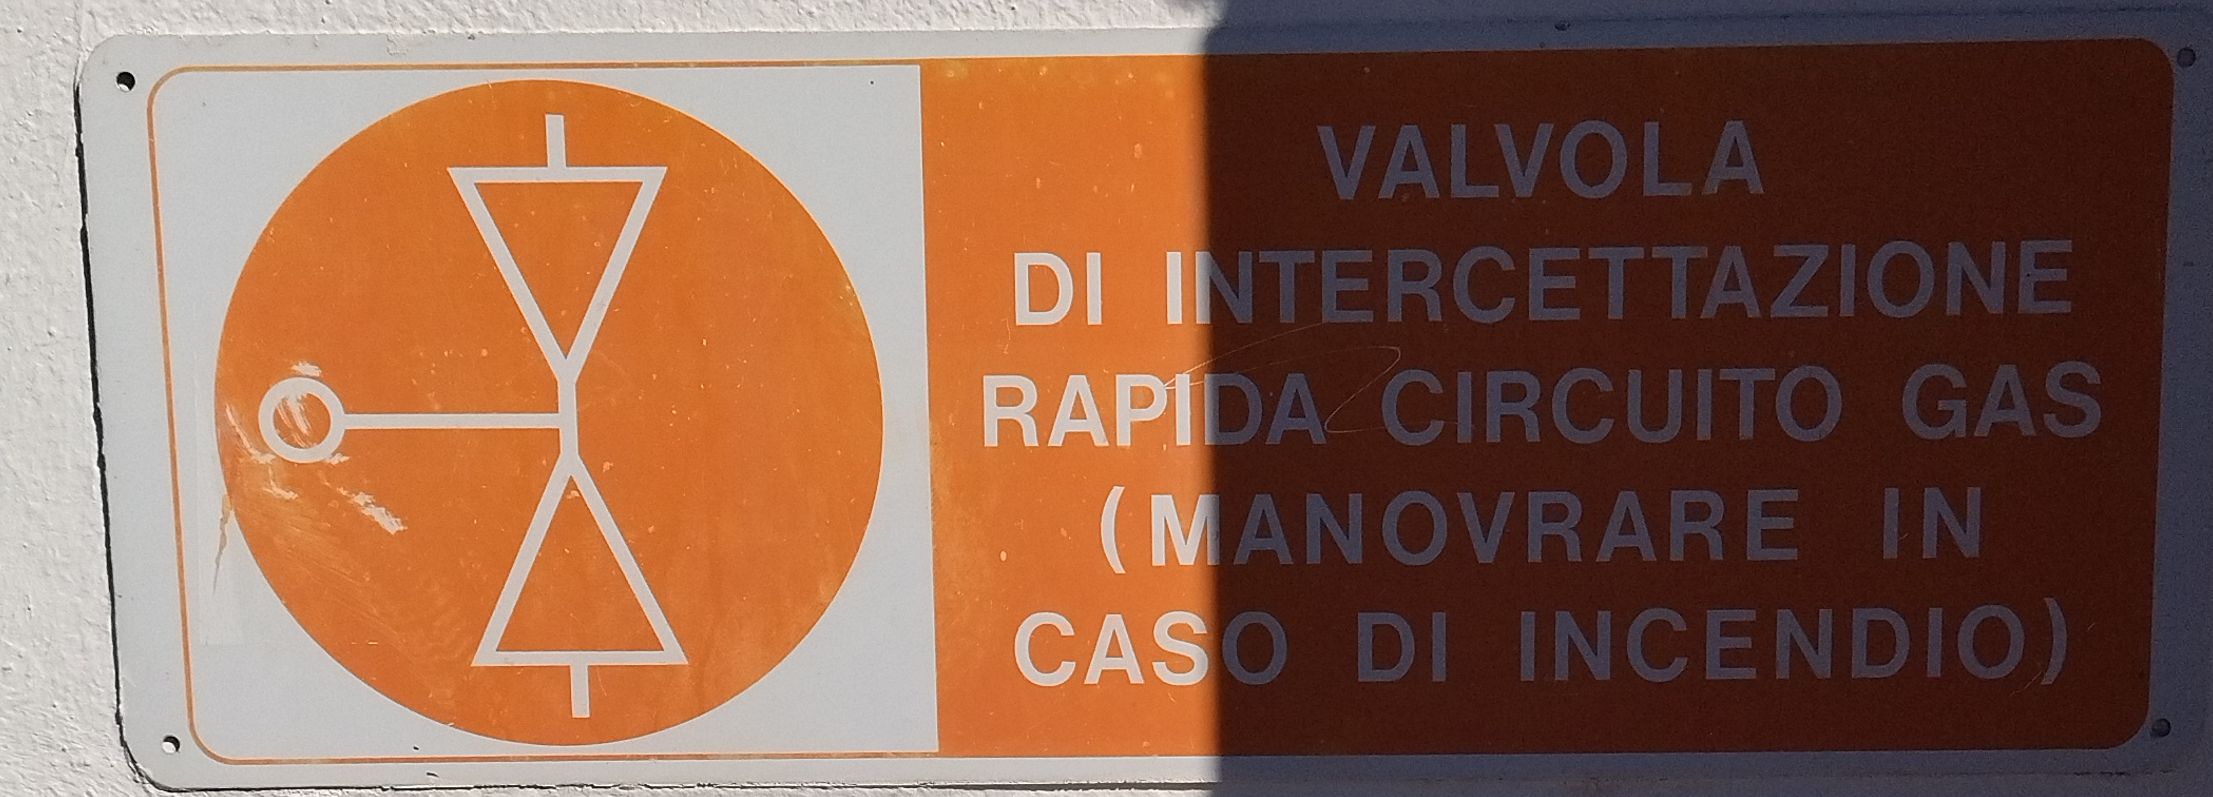 VALVOLA
DI INTERCETTAZIONE
RAPIDA CIRCUITO GAS
(MANOVRARE IN
CASO DI INCENDIO)